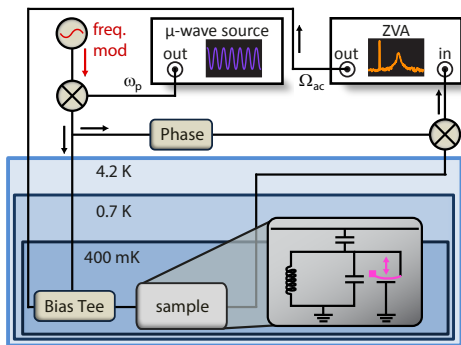 freq.
mod
μ-wave source
out
ZVA
out
in
ωp
Ωac
Phase
4.2 K
0.7 K
400 mK
Bias Tee
sample